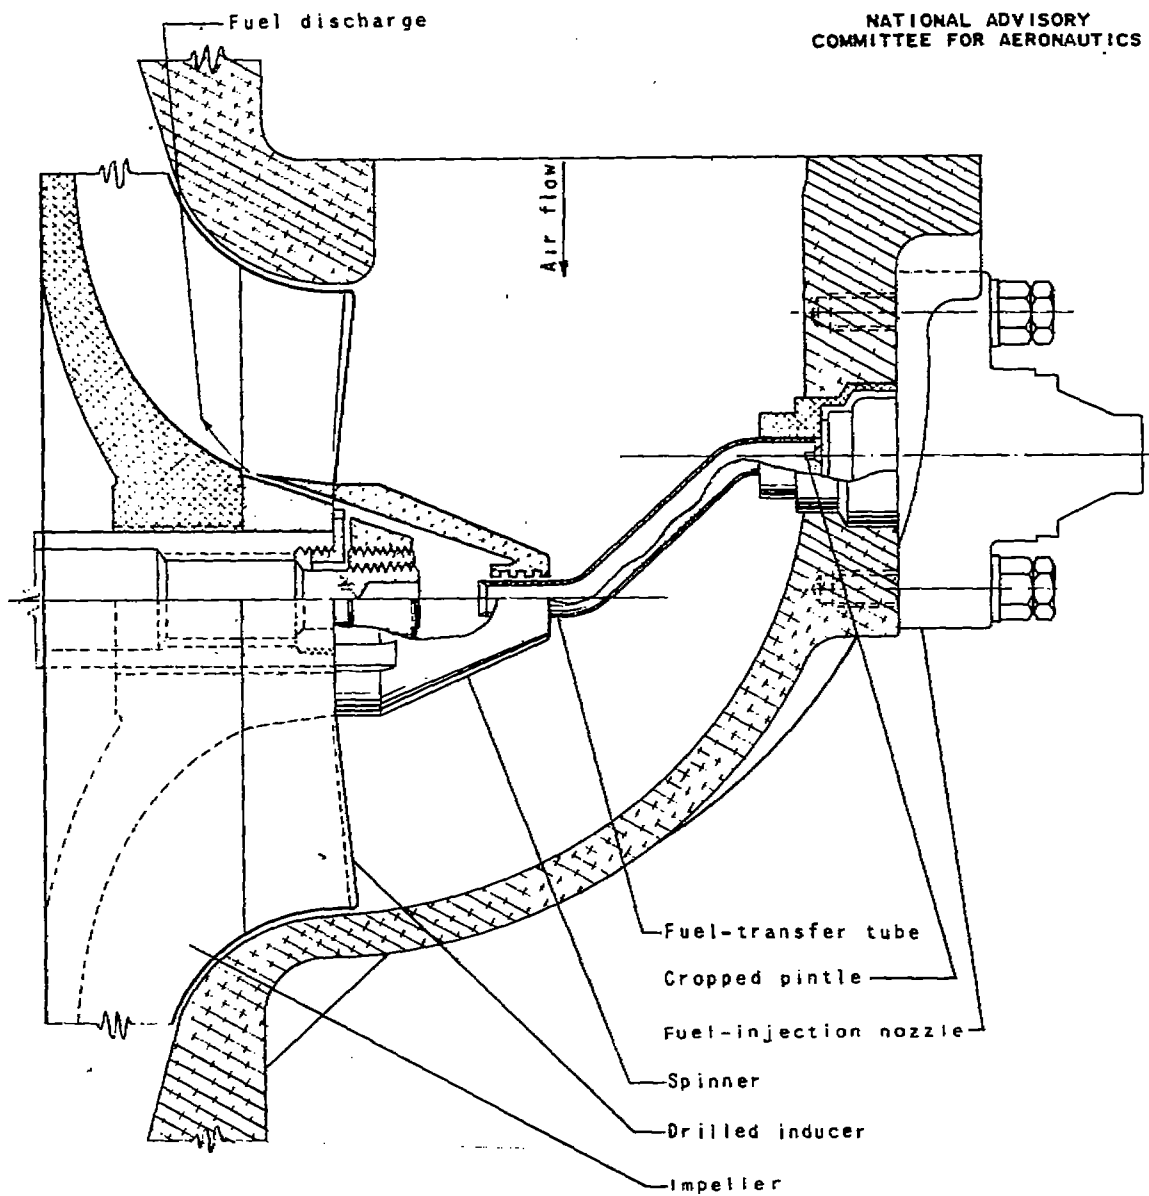 Fuel discharge
NATIONAL ADVISORY
COMMITTEE FOR AERONAUTICS
Air flow
Fuel-transfer tube
Cropped pintle
Fuel-injection nozzle
Spinner
Drilled inducer
Impeller